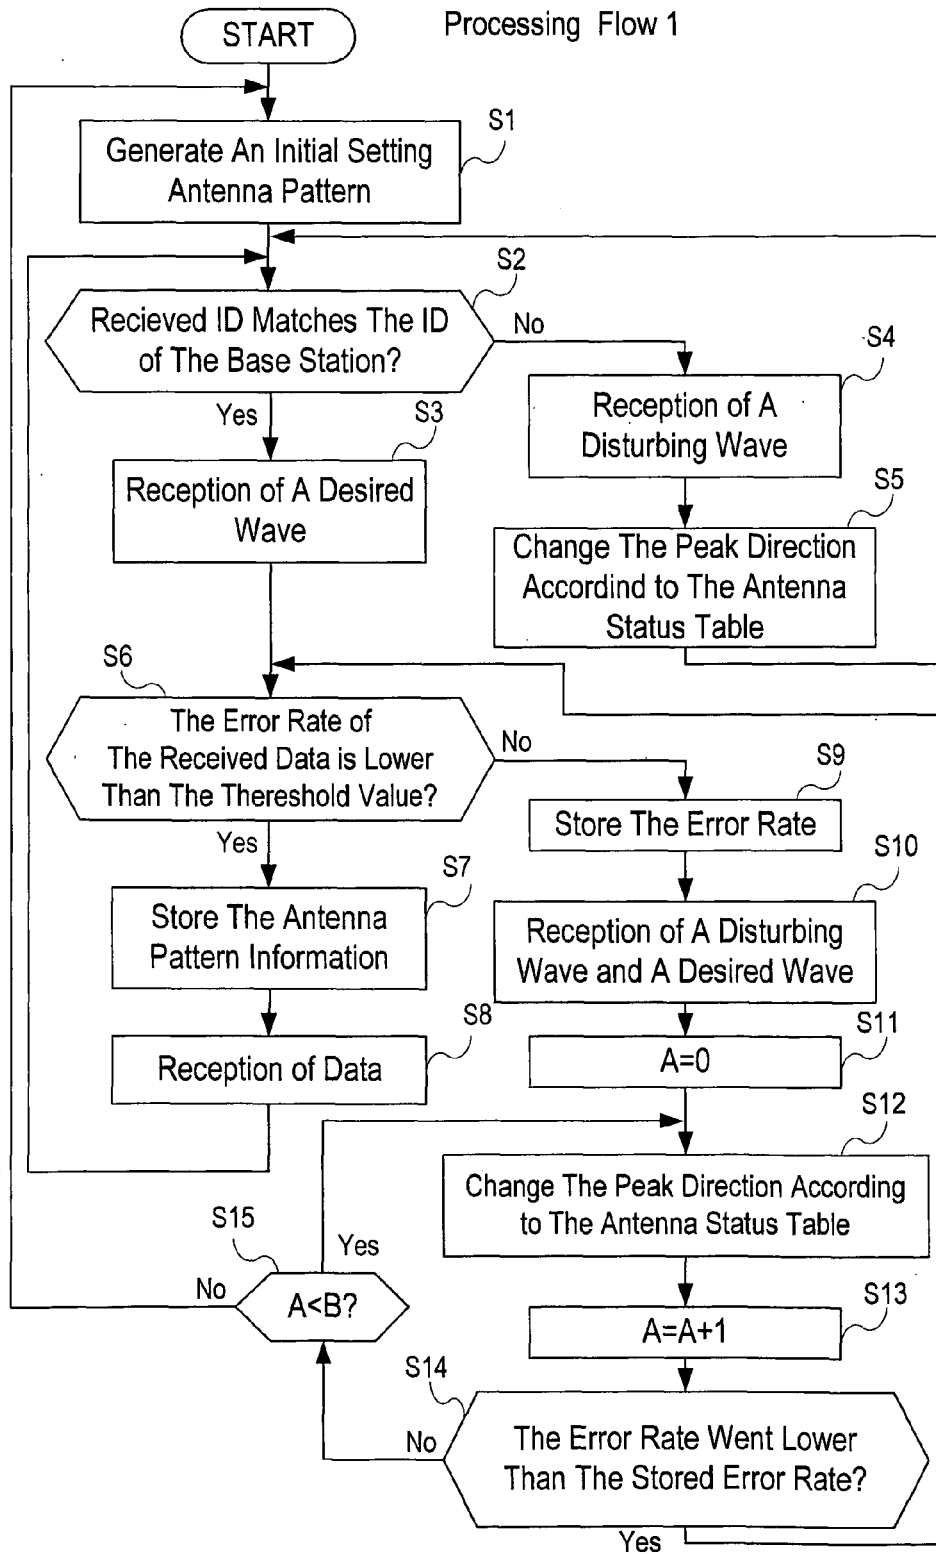 Processing Flow 1
START
S1
Generate An Initial Setting
Antenna Pattern
S2
Recieved ID Matches The ID
of The Base Station?
No
Yes
S3
Reception of A Desired
Wave
S4
Reception of A
Disturbing Wave
S5
Change The Peak Direction
Accordind to The Antenna
Status Table
S6
The Error Rate of
The Received Data is Lower
Than The Thereshold Value?
No
Yes
S7
Store The Antenna
Pattern Information
S8
Reception of Data
S9
Store The Error Rate
S10
Reception of A Disturbing
Wave and A Desired Wave
S11
A=0
S12
Change The Peak Direction According
to The Antenna Status Table
S13
A=A+1
S14
The Error Rate Went Lower
Than The Stored Error Rate?
No
Yes
S15
A<B?
Yes
No